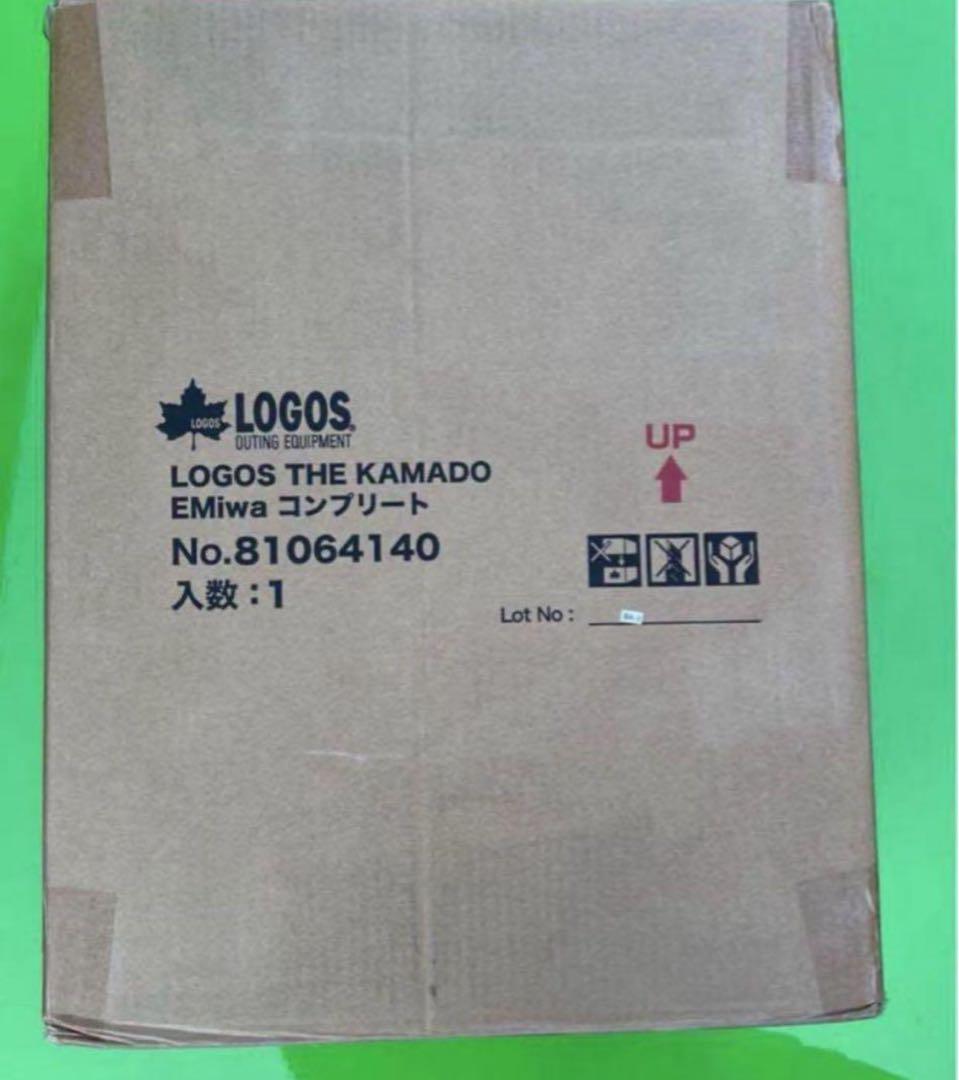 LOGOS
LOGOS
OUTING EQUIPMENT
LOGOS THE KAMADO
EMiwa コンプリート
No.81064140
入数:1
UP
Lot No: